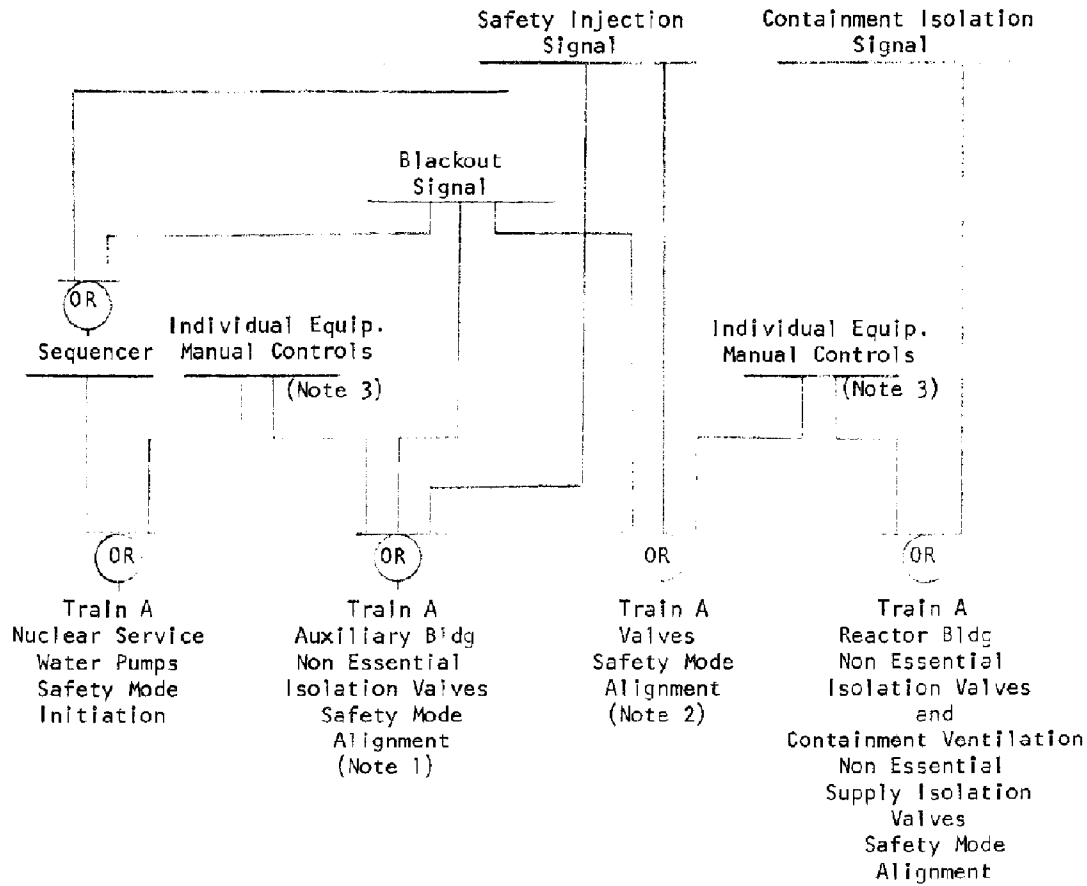 Safety Injection
Signal
Containment Isolation
Signal
Blackout
Signal
OR
Sequencer
Individual Equip.
Manual Controls
(Note 3)
Individual Equip.
Manual Controls
(Note 3)
OR
Train A
Nuclear Service
Water Pumps
Safety Mode
Initiation
OR
Train A
Auxiliary Bldg
Non Essential
Isolation Valves
Safety Mode
Alignment
(Note 1)
OR
Train A
Valves
Safety Mode
Alignment
(Note 2)
OR
Train A
Reactor Bldg
Non Essential
Isolation Valves
and
Containment Ventilation
Non Essential
Supply Isolation
Valves
Safety Mode
Alignment